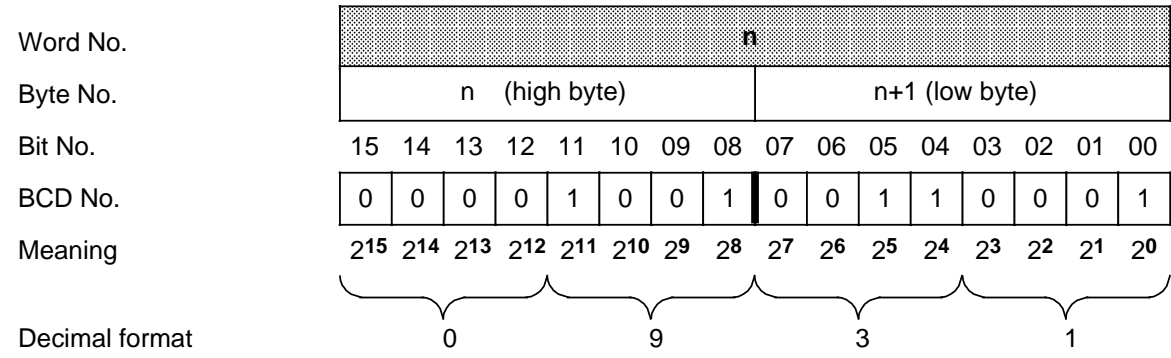 Word No. n
Byte No. n (high byte) n+1 (low byte)
Bit No. 15 14 13 12 11 10 09 08 07 06 05 04 03 02 01 00
BCD No. 0 0 0 0 1 0 0 1 0 0 1 1 0 0 0 1
Meaning 2¹⁵ 2¹⁴ 2¹³ 2¹² 2¹¹ 2¹⁰ 2⁹ 2⁸ 2⁷ 2⁶ 2⁵ 2⁴ 2³ 2² 2¹ 2⁰
Decimal format 0 9 3 1